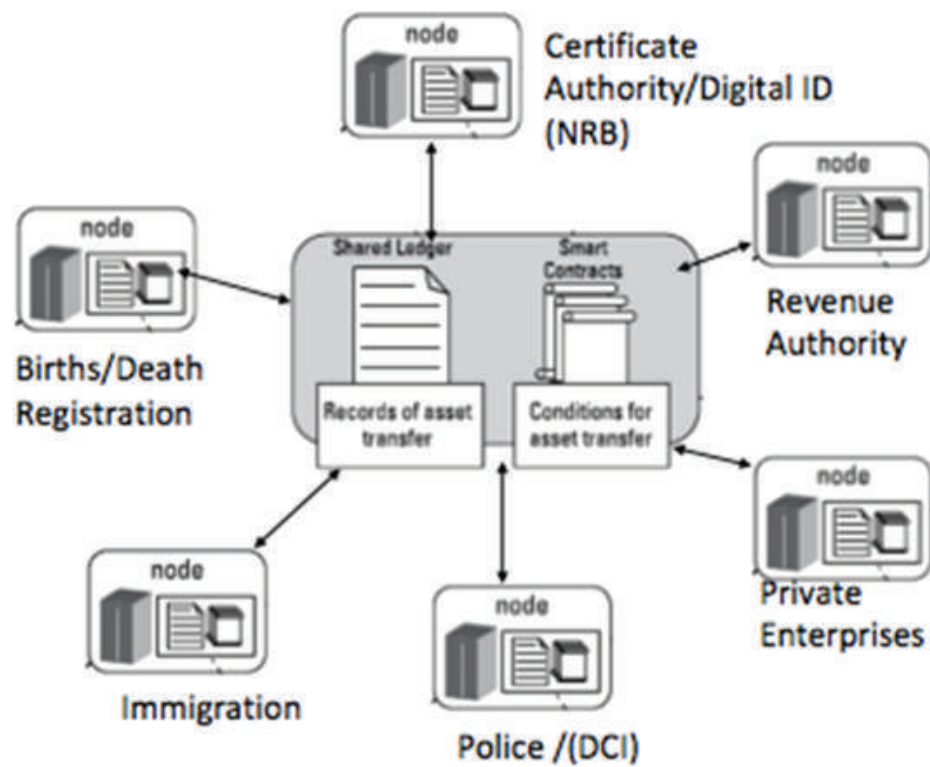 node
Certificate
Authority/Digital ID
(NRB)
node
node
Shared Ledger
Smart
Contracts
Revenue
Authority
Births/Death
Registration
Records of asset
transfer
Conditions for
asset transfer
node
node
node
Private
Enterprises
Immigration
Police /(DCI)